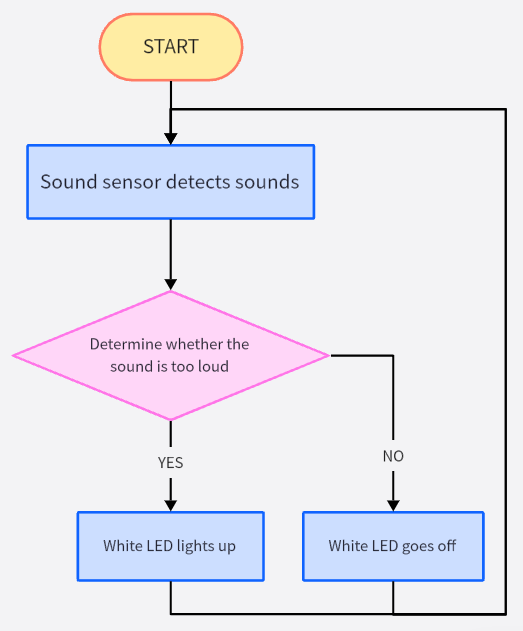 START
Sound sensor detects sounds
Determine whether the
sound is too loud
YES
NO
White LED lights up
White LED goes off